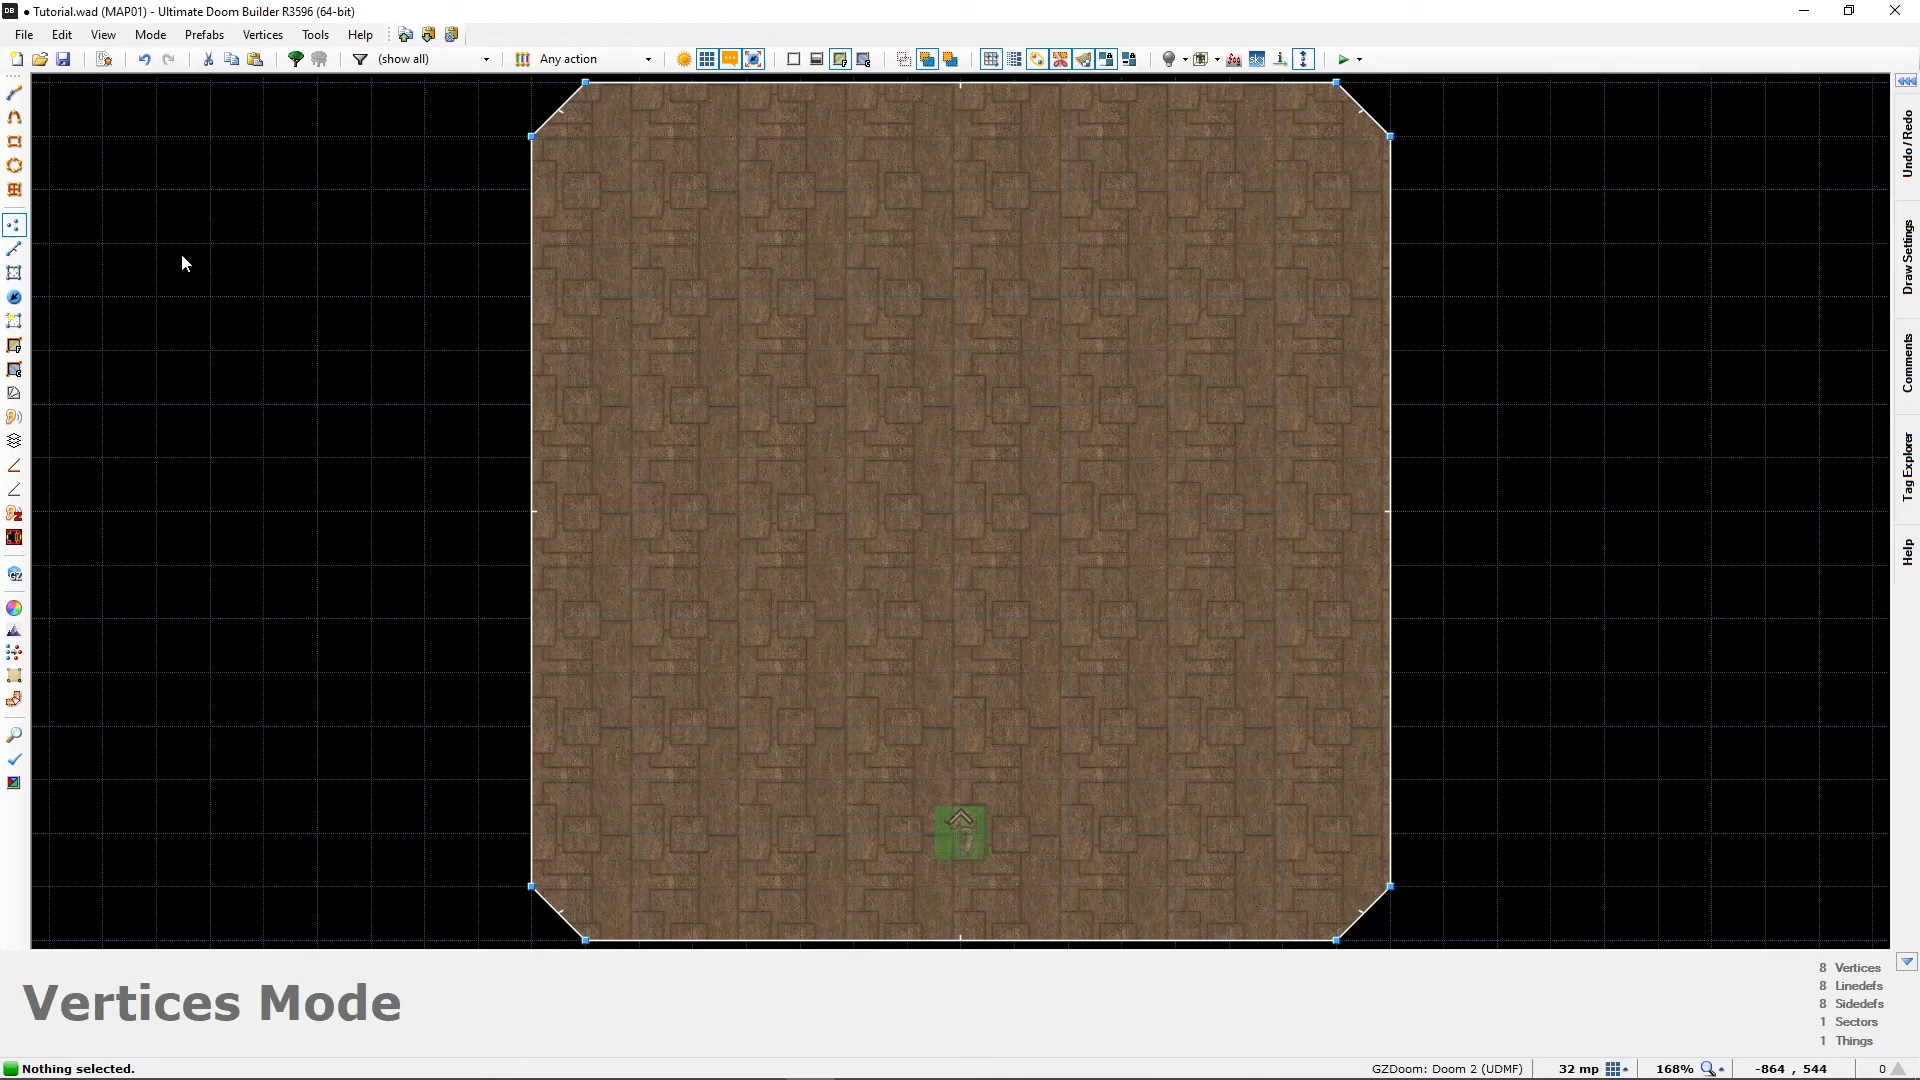 DB • Tutorial.wad (MAP01) - Ultimate Doom Builder R3596 (64-bit)
File Edit View Mode Prefabs Vertices Tools Help
(show all) Any action
Undo / Redo
Draw Settings
Comments
Tag Explorer
Help
Vertices Mode
8 Vertices
8 Linedefs
8 Sidedefs
1 Sectors
1 Things
Nothing selected. GZDoom: Doom 2 (UDMF) 32 mp 168% -864 , 544 0